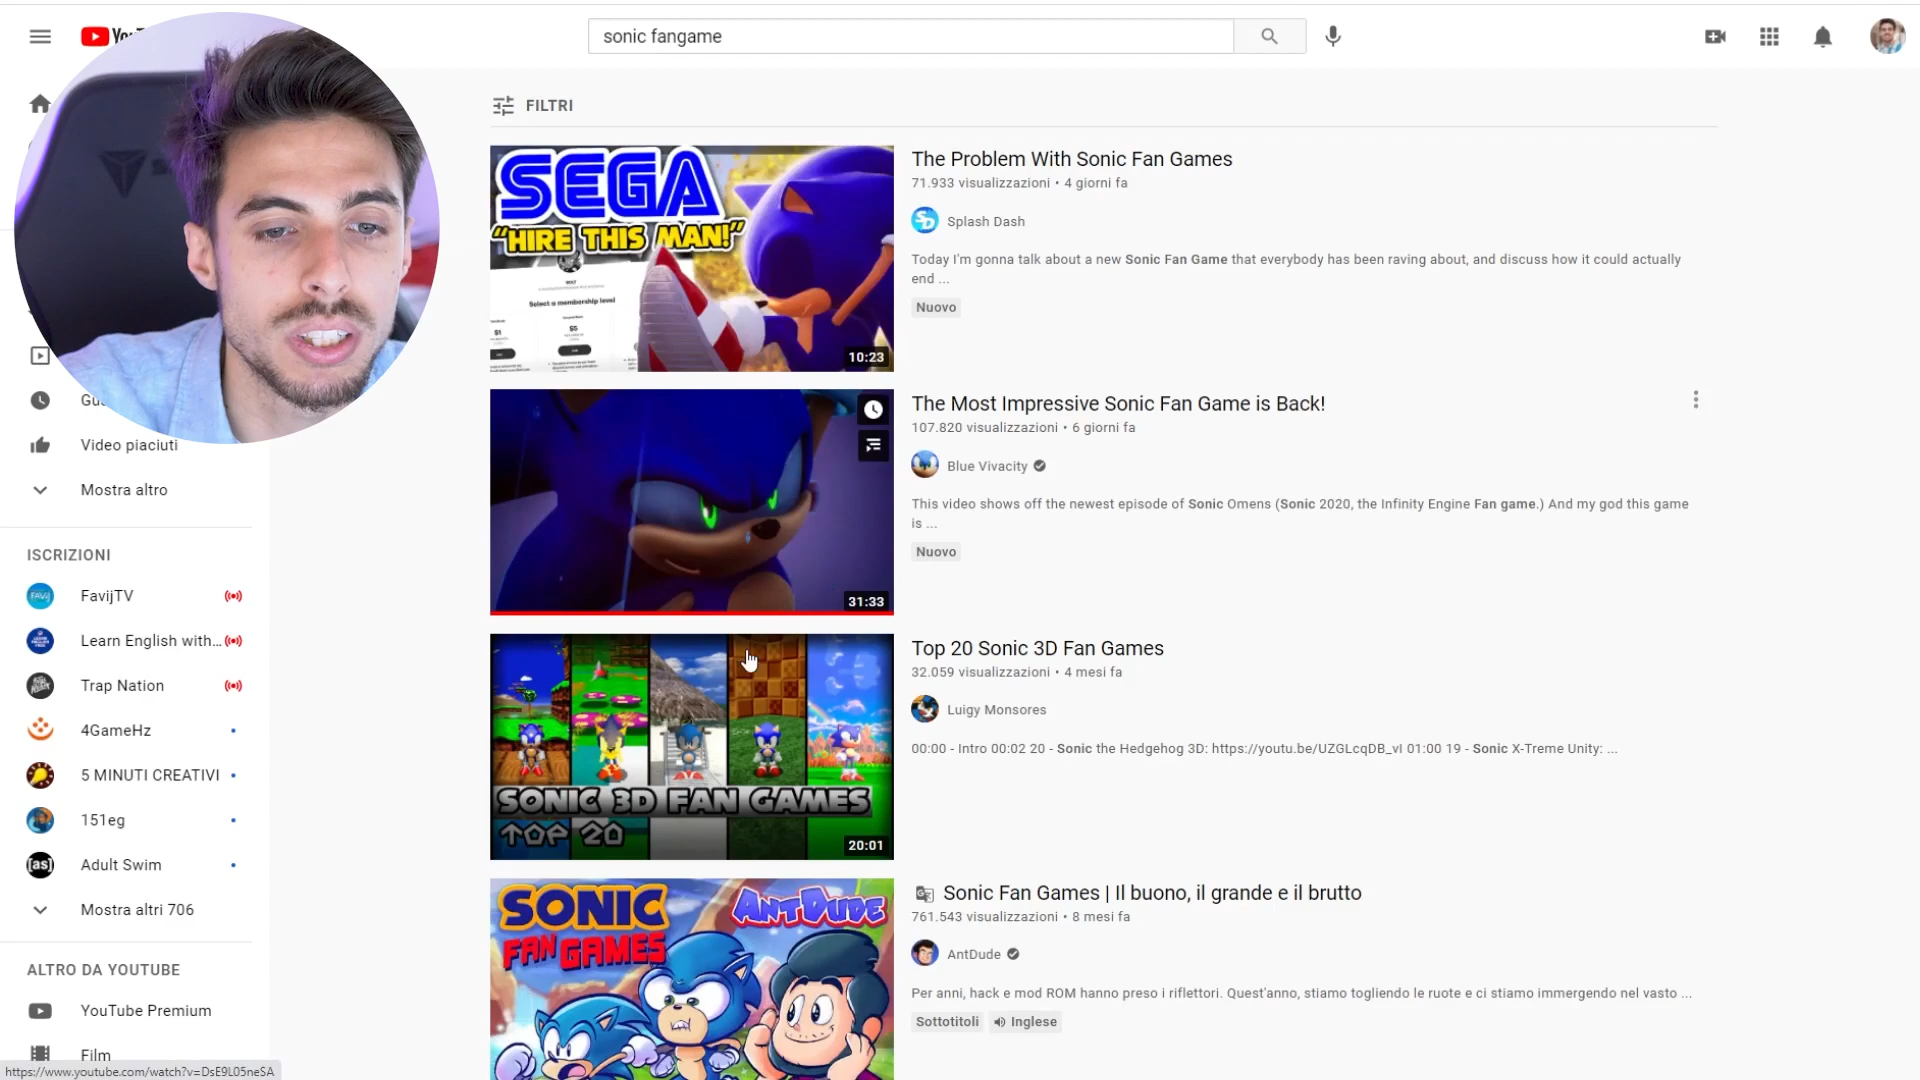 sonic fangame
FILTRI
Video piaciuti
Mostra altro
ISCRIZIONI
FavijTV
Learn English with...
Trap Nation
4GameHz
5 MINUTI CREATIVI
151eg
[as]
Adult Swim
Mostra altri 706
ALTRO DA YOUTUBE
YouTube Premium
Film
https://www.youtube.com/watch?v=DsE9L05neSA
SEGA
"HIRE THIS MAN!"
Select a membership level
$1
$5
10:23
The Problem With Sonic Fan Games
71.933 visualizzazioni • 4 giorni fa
SD
Splash Dash
Today I'm gonna talk about a new Sonic Fan Game that everybody has been raving about, and discuss how it could actually
end ...
Nuovo
31:33
The Most Impressive Sonic Fan Game is Back!
107.820 visualizzazioni • 6 giorni fa
Blue Vivacity
This video shows off the newest episode of Sonic Omens (Sonic 2020, the Infinity Engine Fan game.) And my god this game
is ...
Nuovo
SONIC 3D FAN GAMES
TOP 20
20:01
Top 20 Sonic 3D Fan Games
32.059 visualizzazioni • 4 mesi fa
Luigy Monsores
00:00 - Intro 00:02 20 - Sonic the Hedgehog 3D: https://youtu.be/UZGLcqDB_vI 01:00 19 - Sonic X-Treme Unity: ...
SONIC
FAN GAMES
ANTDUDE
Sonic Fan Games | Il buono, il grande e il brutto
761.543 visualizzazioni • 8 mesi fa
AntDude
Per anni, hack e mod ROM hanno preso i riflettori. Quest'anno, stiamo togliendo le ruote e ci stiamo immergendo nel vasto ...
Sottotitoli
Inglese